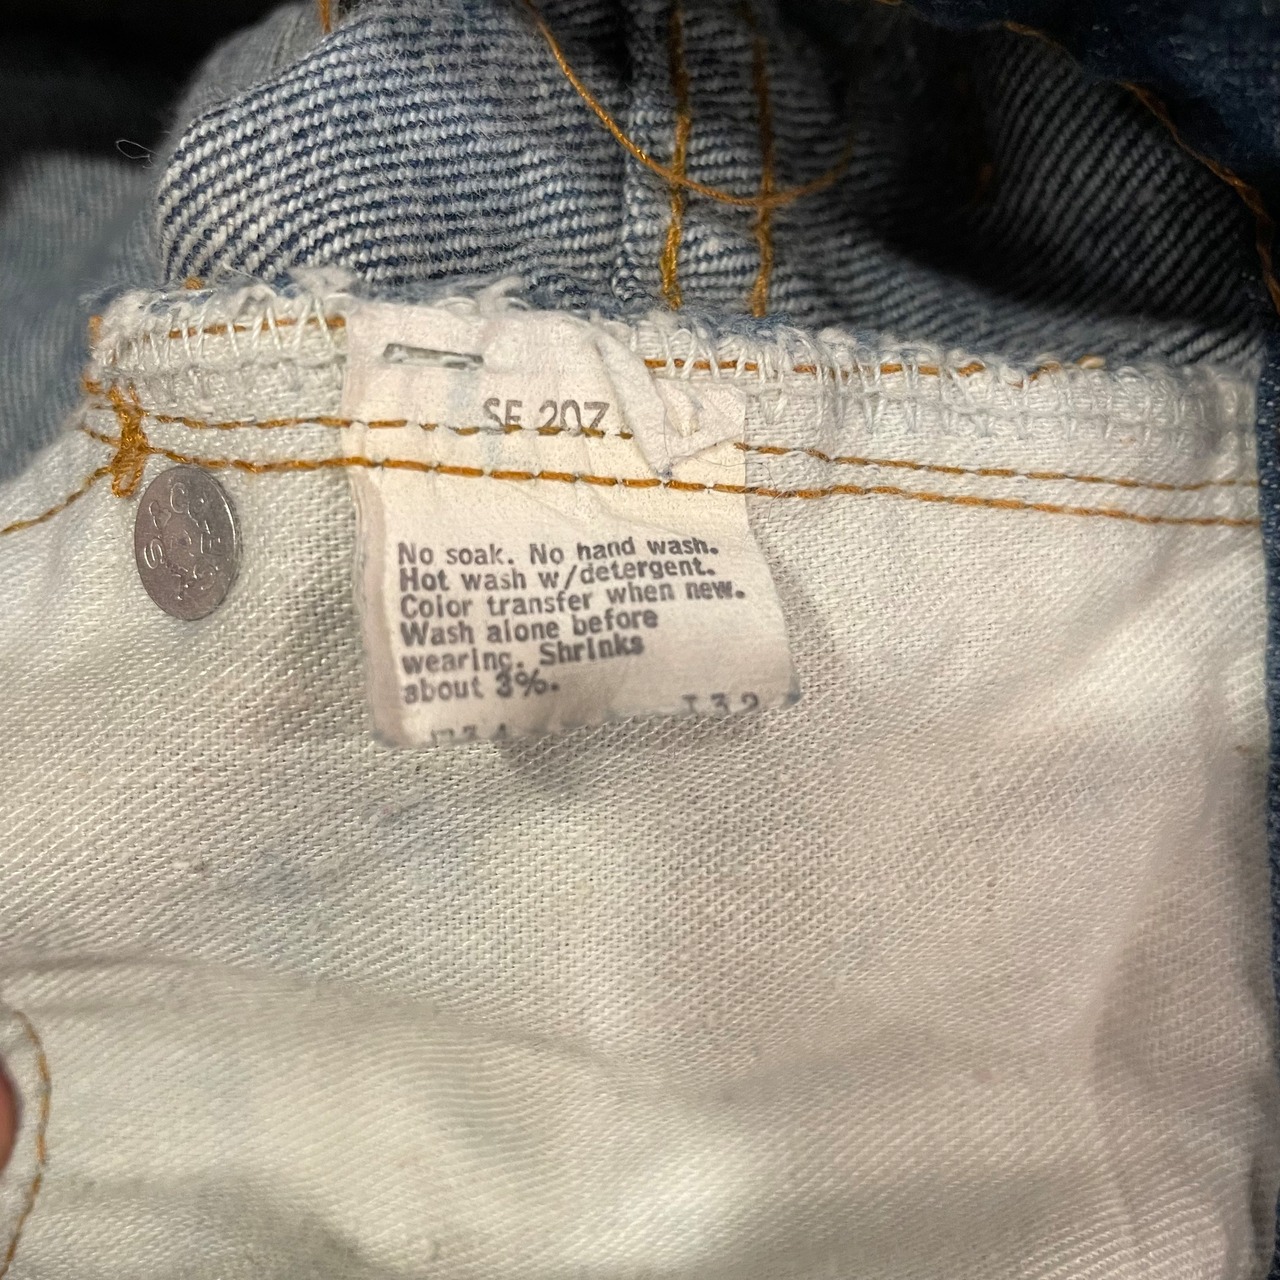 SF 207
No soak. No hand wash.
Hot wash w/detergent.
Color transfer when new.
Wash alone before
wearing. Shrinks
about 3%.